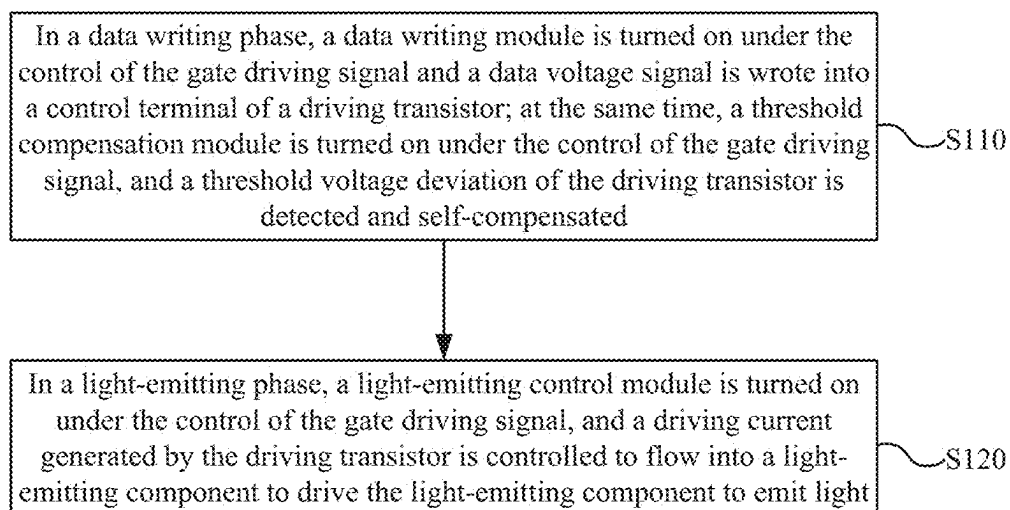 In a data writing phase, a data writing module is turned on under the
control of the gate driving signal and a data voltage signal is wrote into
a control terminal of a driving transistor; at the same time, a threshold
compensation module is turned on under the control of the gate driving
signal, and a threshold voltage deviation of the driving transistor is
detected and self-compensated
S110
In a light-emitting phase, a light-emitting control module is turned on
under the control of the gate driving signal, and a driving current
generated by the driving transistor is controlled to flow into a light-
emitting component to drive the light-emitting component to emit light
S120